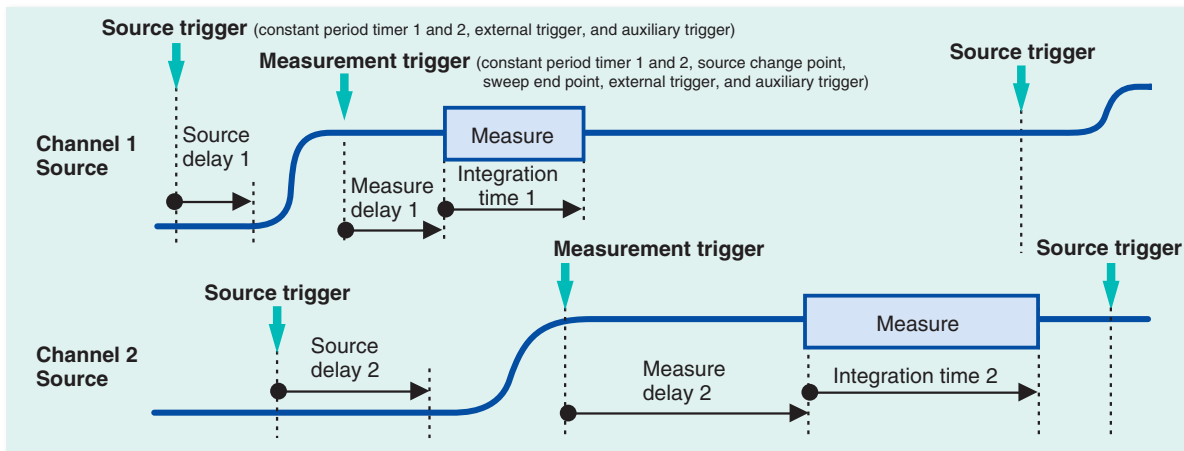 Source trigger (constant period timer 1 and 2, external trigger, and auxiliary trigger)
Measurement trigger (constant period timer 1 and 2, source change point,
sweep end point, external trigger, and auxiliary trigger)
Source trigger
Channel 1
Source
Source
delay 1
Measure
Measure
delay 1
Integration
time 1
Measurement trigger
Source trigger
Source trigger
Channel 2
Source
Source
delay 2
Measure
Measure
delay 2
Integration time 2